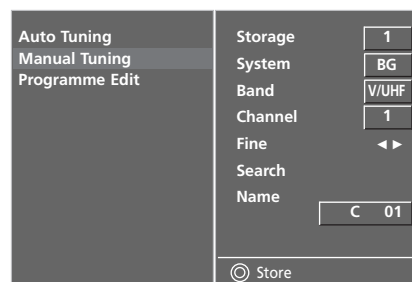 Auto Tuning
Manual Tuning
Programme Edit
Storage 1
System BG
Band V/UHF
Channel 1
Fine ◄ ►
Search
Name
C 01
Store